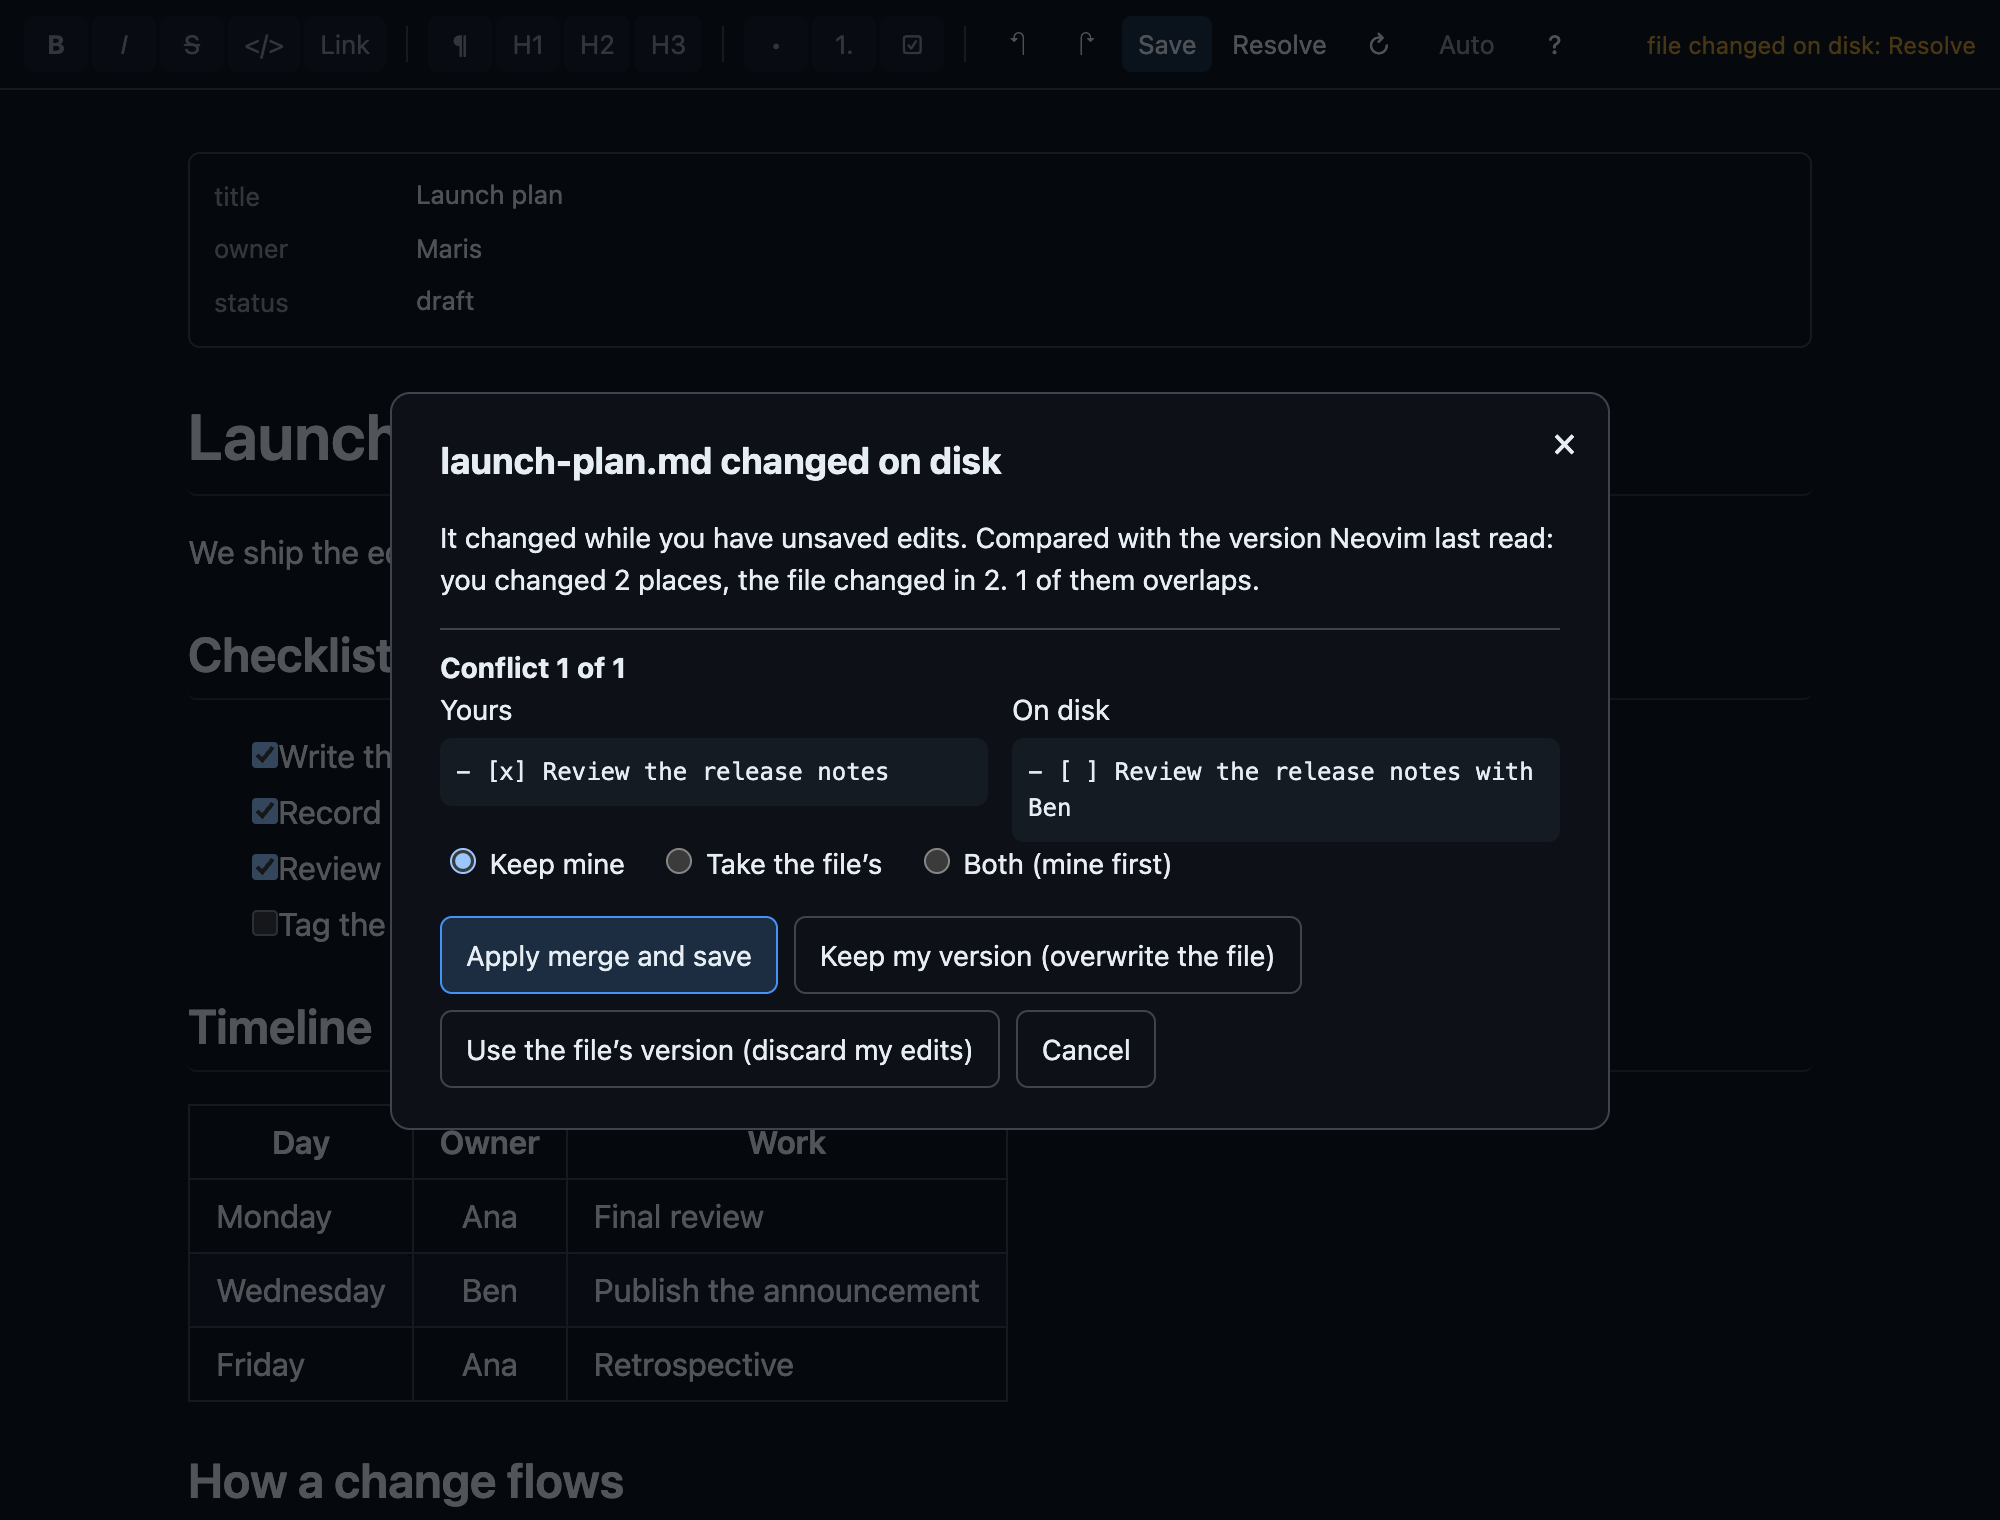 B I S </> Link ¶ H1 H2 H3 • 1. Save Resolve Auto ? file changed on disk: Resolve
title Launch plan
owner Maris
status draft
Launch
launch-plan.md changed on disk
It changed while you have unsaved edits. Compared with the version Neovim last read:
you changed 2 places, the file changed in 2. 1 of them overlaps.
We ship the
Checklist
Conflict 1 of 1
Yours On disk
– [x] Review the release notes
– [ ] Review the release notes with
Ben
Keep mine Take the file’s Both (mine first)
Write
Record
Review
Tag the
Apply merge and save Keep my version (overwrite the file)
Use the file’s version (discard my edits) Cancel
Timeline
Day Owner Work
Monday Ana Final review
Wednesday Ben Publish the announcement
Friday Ana Retrospective
How a change flows